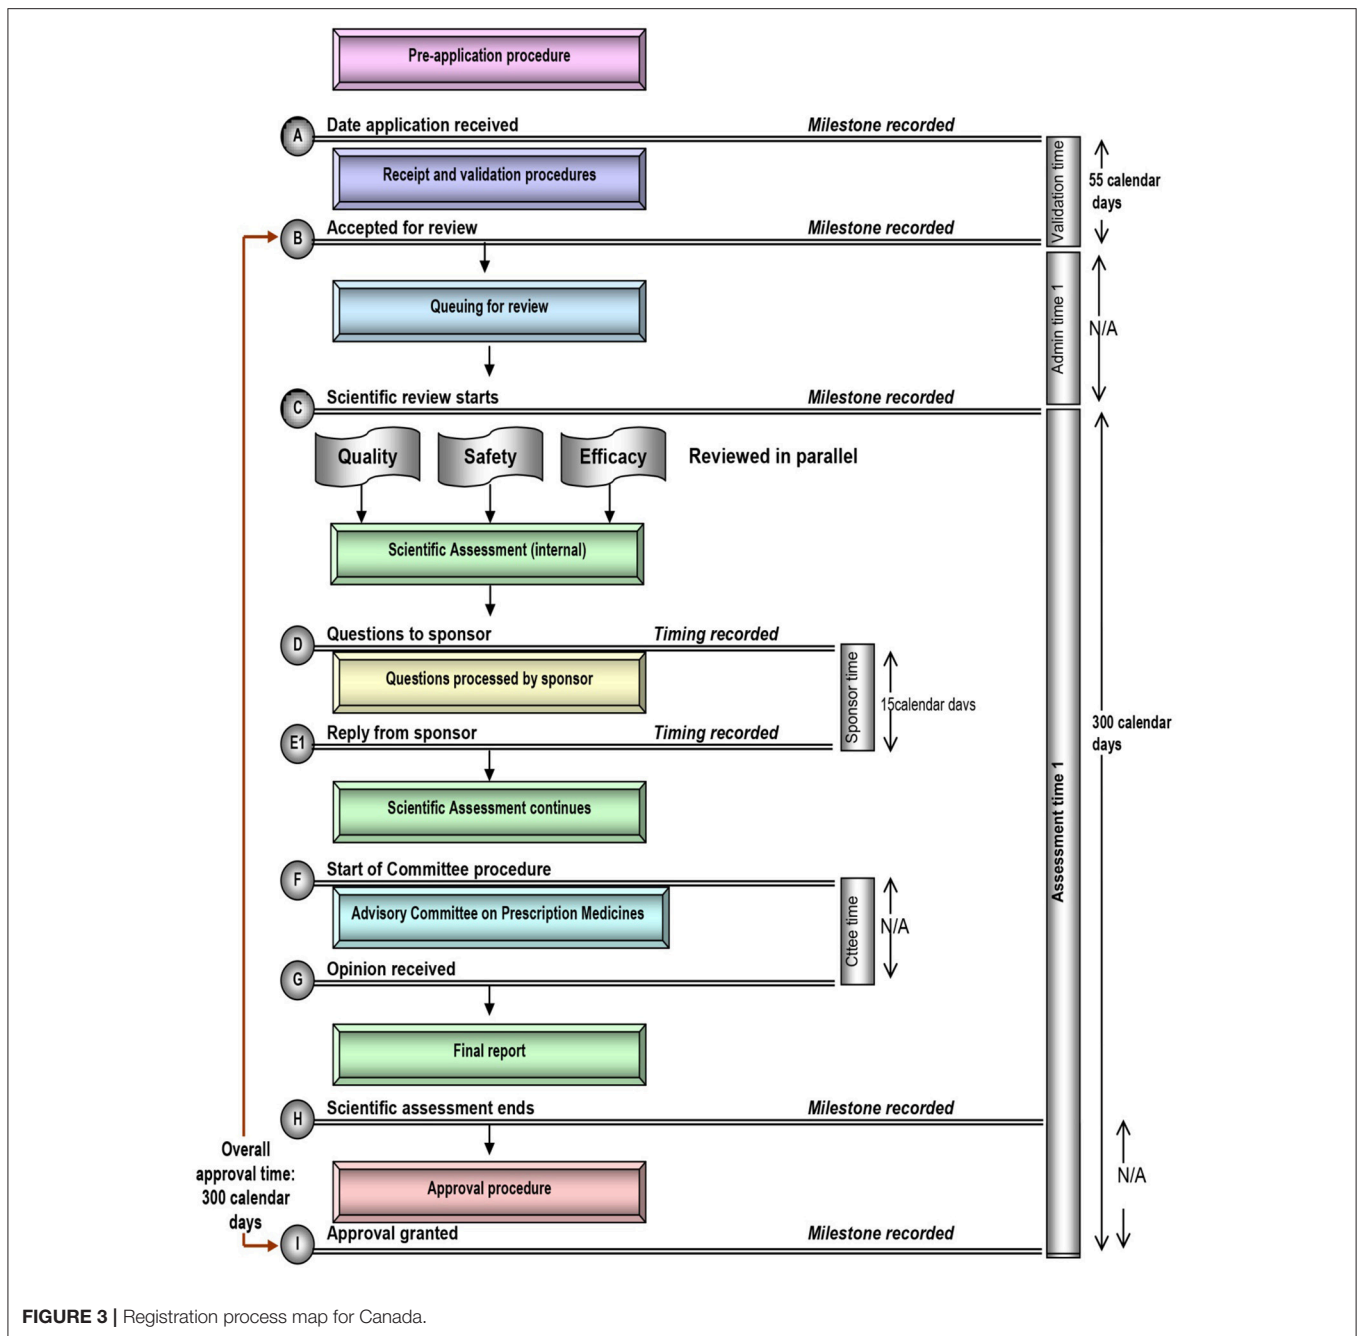 Pre-application procedure
A
Date application received
Milestone recorded
Receipt and validation procedures
Validation time
55 calendar
days
B
Accepted for review
Milestone recorded
Queuing for review
Admin time 1
N/A
C
Scientific review starts
Milestone recorded
Quality
Safety
Efficacy
Reviewed in parallel
Scientific Assessment (internal)
D
Questions to sponsor
Timing recorded
Questions processed by sponsor
Sponsor time
15calendar days
E1
Reply from sponsor
Timing recorded
300 calendar
days
Assessment time 1
Scientific Assessment continues
F
Start of Committee procedure
Advisory Committee on Prescription Medicines
Cttee time
N/A
G
Opinion received
Final report
H
Scientific assessment ends
Milestone recorded
Overall
approval time:
300 calendar
days
Approval procedure
N/A
I
Approval granted
Milestone recorded
FIGURE 3 | Registration process map for Canada.